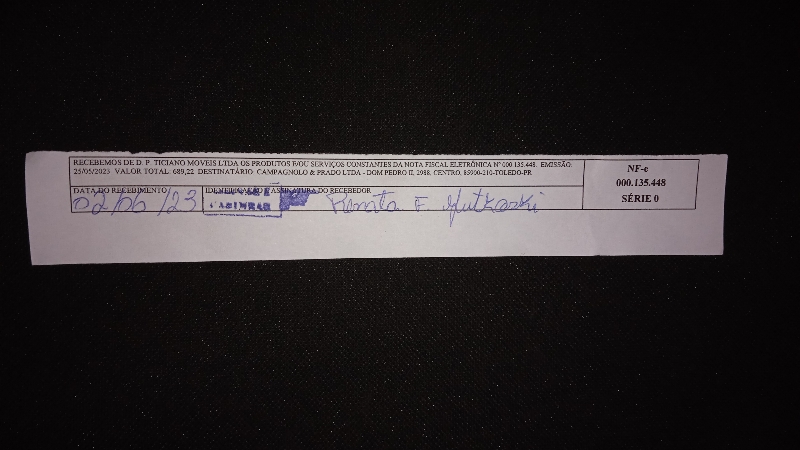 RECEBEMOS DE D. P. TICIANO MOVEIS LTDA OS PRODUTOS E/OU SERVIÇOS CONSTANTES DA NOTA FISCAL ELETRÔNICA Nº 000.135.448. EMISSÃO:
25/05/2023 VALOR TOTAL: 689,22 DESTINATÁRIO: CAMPAGNOLO & PRADO LTDA - DOM PEDRO II, 2988, CENTRO, 85900-210-TOLEDO-PR
NF-e
000.135.448
SÉRIE 0
DATA DO RECEBIMENTO
02/06/23
IDENTIFICAÇÃO E ASSINATURA DO RECEBEDOR
Renata F.